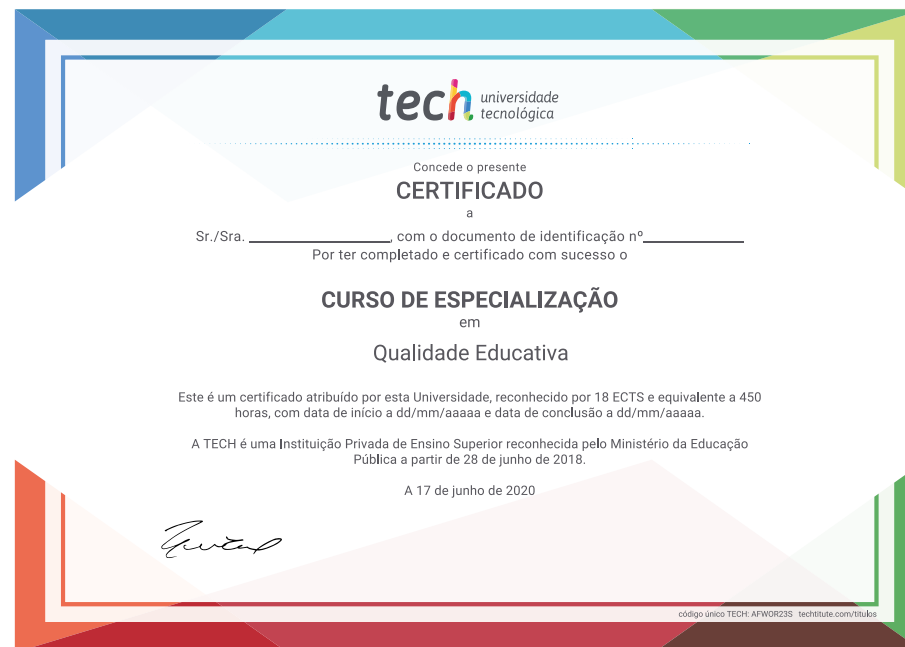 tech universidade
tecnológica
Concede o presente
CERTIFICADO
a
Sr./Sra. ________________, com o documento de identificação nº____________
Por ter completado e certificado com sucesso o
CURSO DE ESPECIALIZAÇÃO
em
Qualidade Educativa
Este é um certificado atribuído por esta Universidade, reconhecido por 18 ECTS e equivalente a 450
horas, com data de início a dd/mm/aaaaa e data de conclusão a dd/mm/aaaaa.
A TECH é uma Instituição Privada de Ensino Superior reconhecida pelo Ministério da Educação
Pública a partir de 28 de junho de 2018.
A 17 de junho de 2020
código único TECH: AFWOR23S techtitute.com/titulos